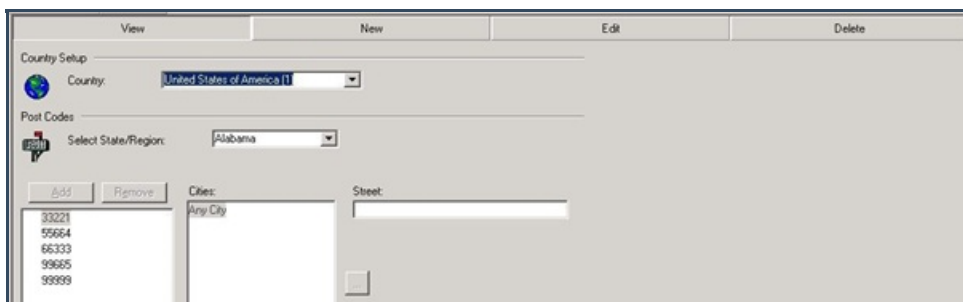 View New Edit Delete
Country Setup
Country: United States of America (1)
Post Codes
Select State/Region: Alabama
Add Remove Cities: Street:
33221 Any City
55664
66333
99665
99999
...